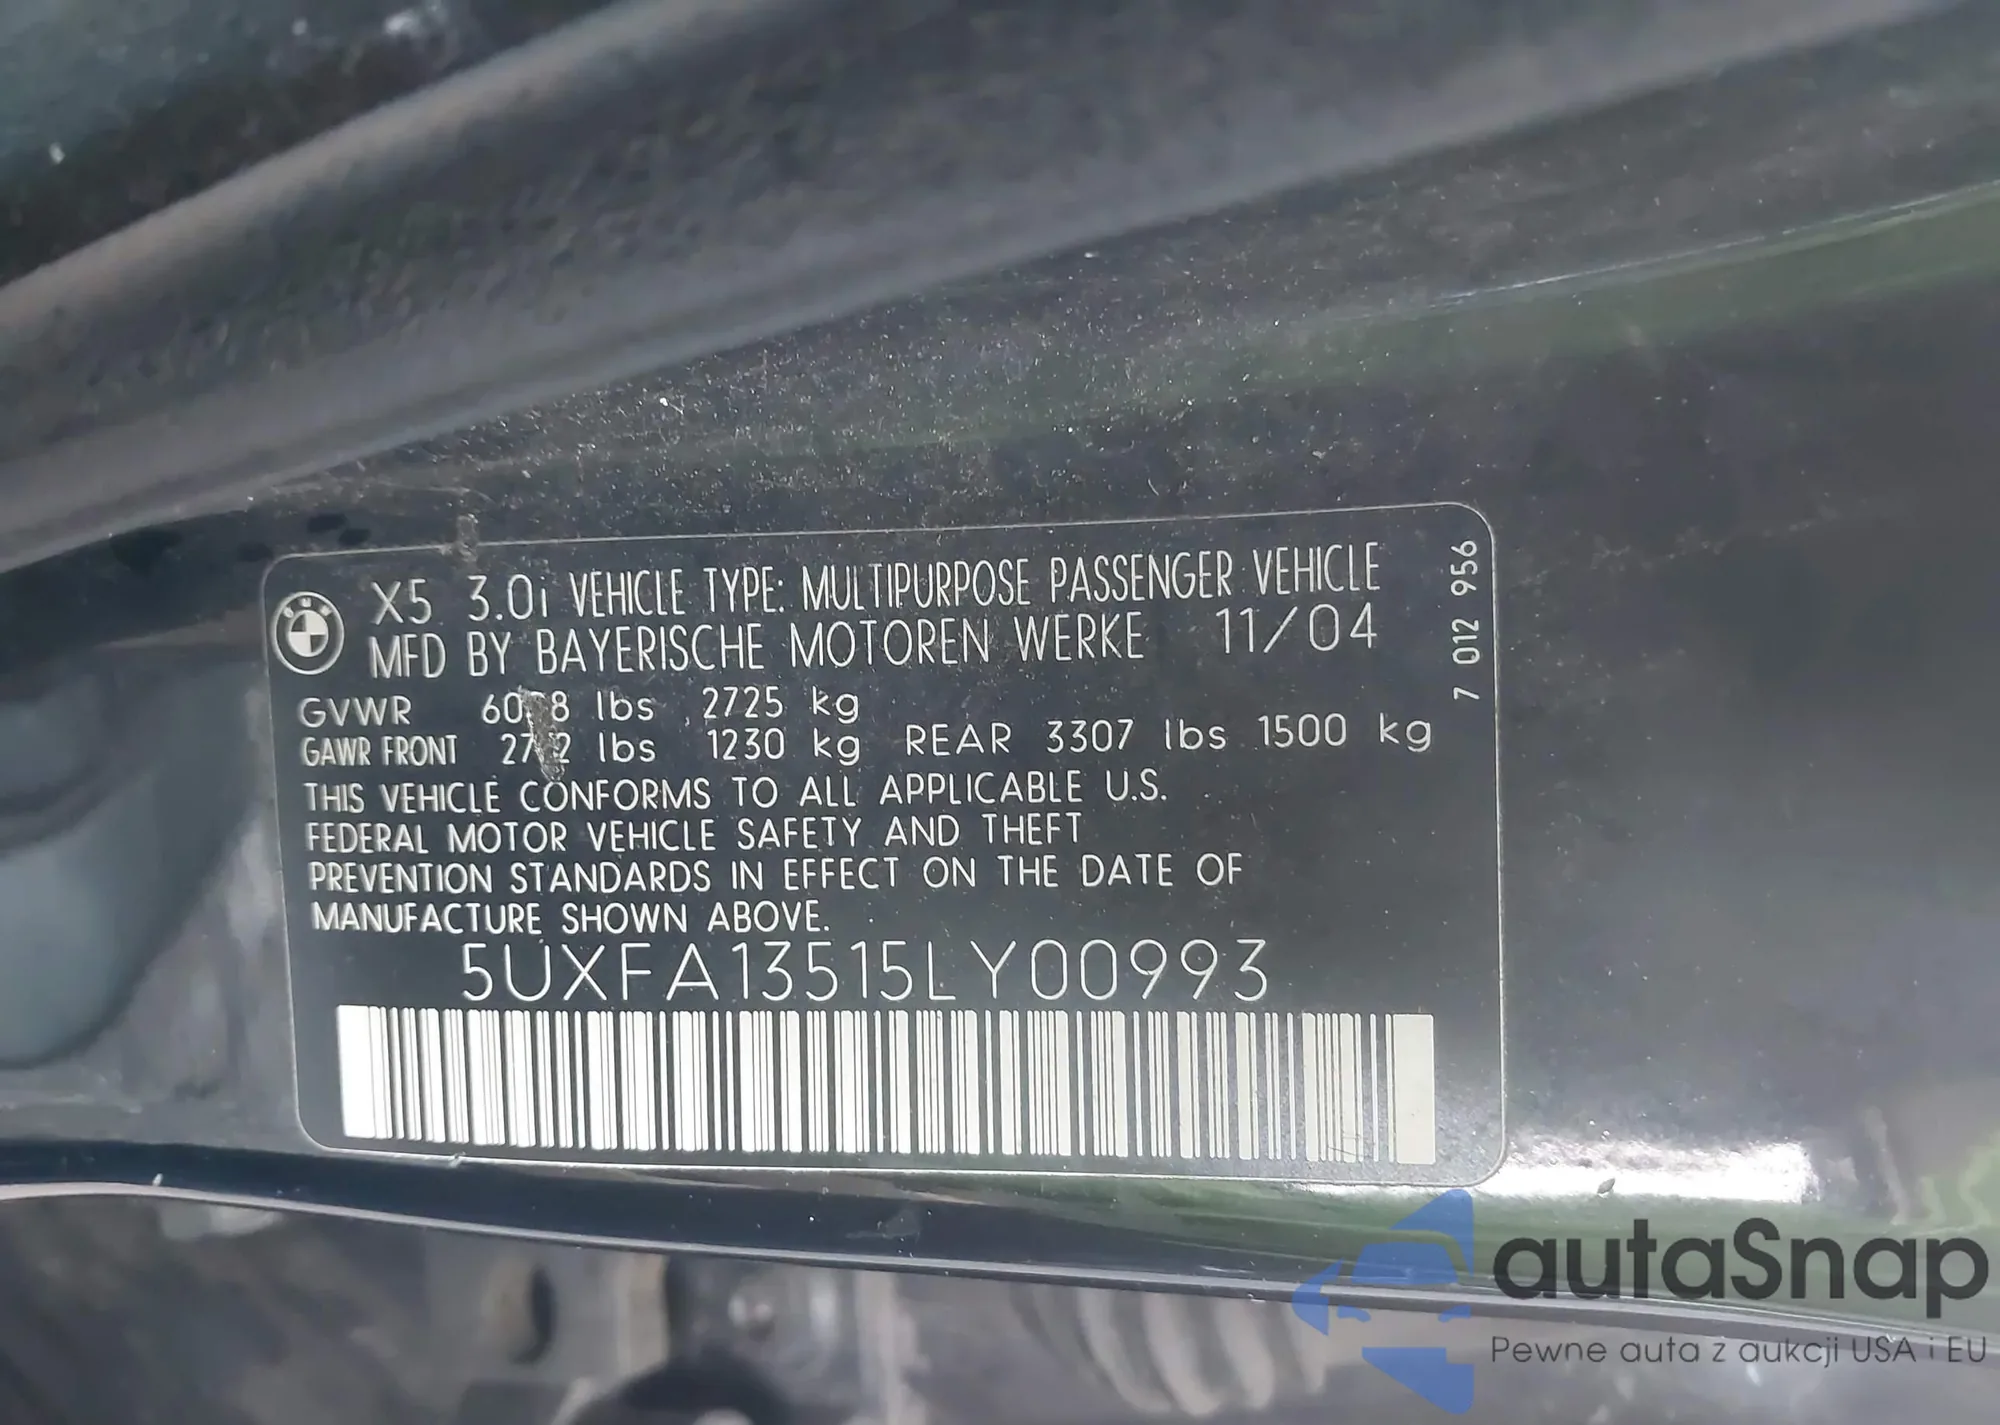 X5 3.0i VEHICLE TYPE: MULTIPURPOSE PASSENGER VEHICLE
MFD BY BAYERISCHE MOTOREN WERKE 11/04
GVWR lbs 2725 kg
GAWR FRONT lbs 1230 kg REAR 3307 lbs 1500 kg
THIS VEHICLE CONFORMS TO ALL APPLICABLE U.S.
FEDERAL MOTOR VEHICLE SAFETY AND THEFT
PREVENTION STANDARDS IN EFFECT ON THE DATE OF
MANUFACTURE SHOWN ABOVE.
5UXFA13515LY00993
7 012 956
BMW
autaSnap
Pewne auta z aukcji USA i EU